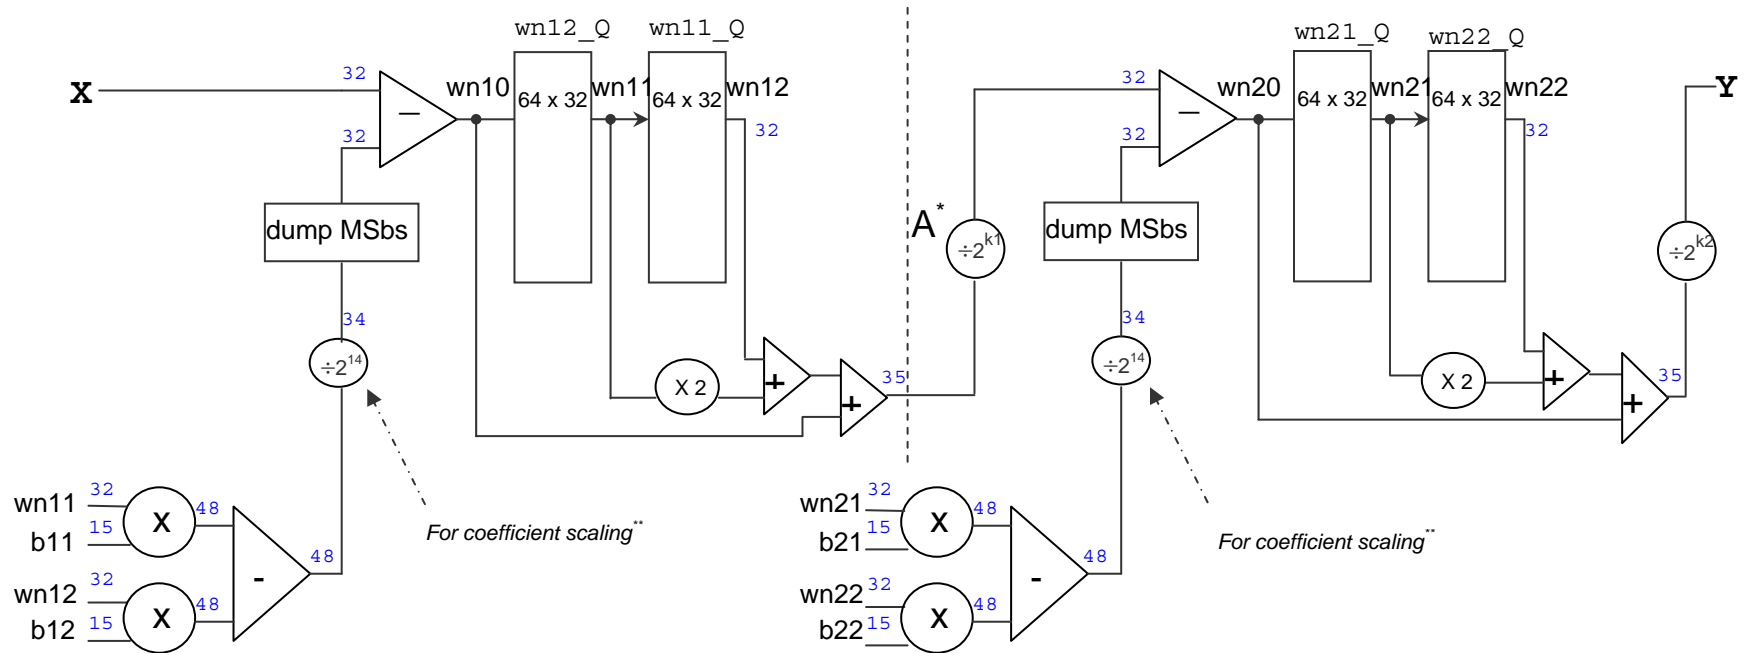 wn12_Q
wn11_Q
wn21_Q
wn22_Q
X
32
wn10
64 x 32
wn11
64 x 32
wn12
32
32
–
32
wn20
64 x 32
wn21
64 x 32
wn22
32
32
–
Y
dump MSbs
A*
÷2k1
dump MSbs
÷2k2
34
÷214
X 2
+
+
35
34
÷214
X 2
+
+
35
wn11
32
b11
15
X
48
wn12
32
b12
15
X
48
-
48
For coefficient scaling**
wn21
32
b21
15
X
48
wn22
32
b22
15
X
48
-
48
For coefficient scaling**